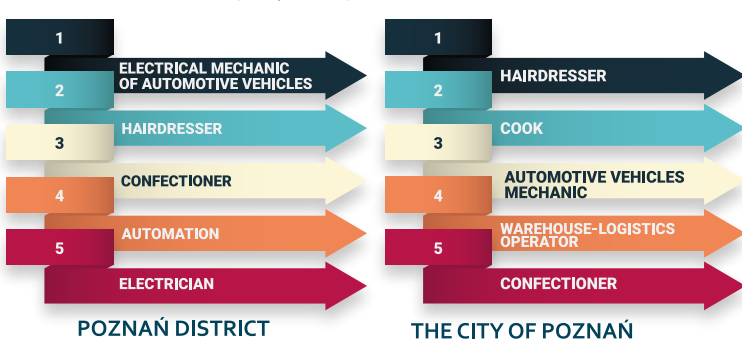 1
ELECTRICAL MECHANIC
OF AUTOMOTIVE VEHICLES
2
HAIRDRESSER
3
CONFECTIONER
4
AUTOMATION
5
ELECTRICIAN
POZNAŃ DISTRICT
1
HAIRDRESSER
2
COOK
3
AUTOMOTIVE VEHICLES
MECHANIC
4
WAREHOUSE-LOGISTICS
OPERATOR
5
CONFECTIONER
THE CITY OF POZNAŃ